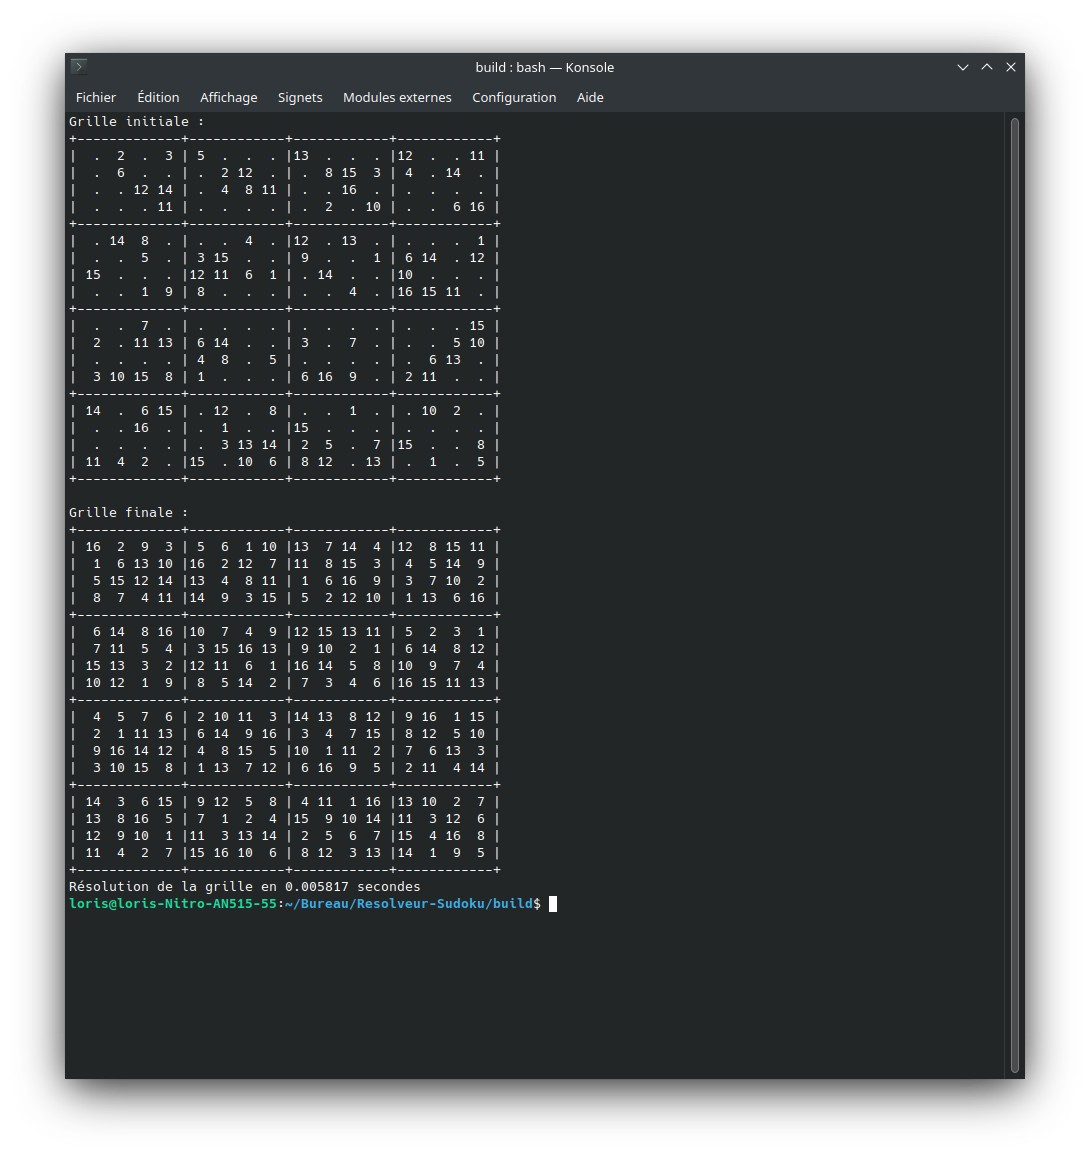 build : bash — Konsole
Fichier Édition Affichage Signets Modules externes Configuration Aide
Grille initiale :
+-------------+------------+------------+------------+
|  .  2  .  3 | 5  .  .  . |13  .  .  . |12  .  . 11 |
|  .  6  .  . | .  2 12  . | .  8 15  3 | 4  . 14  . |
|  .  . 12 14 | .  4  8 11 | .  . 16  . | .  .  .  . |
|  .  .  . 11 | .  .  .  . | .  2  . 10 | .  .  6 16 |
+-------------+------------+------------+------------+
|  . 14  8  . | .  .  4  . |12  . 13  . | .  .  .  1 |
|  .  .  5  . | 3 15  .  . | 9  .  .  1 | 6 14  . 12 |
| 15  .  .  . |12 11  6  1 | . 14  .  . |10  .  .  . |
|  .  .  1  9 | 8  .  .  . | .  .  4  . |16 15 11  . |
+-------------+------------+------------+------------+
|  .  .  7  . | .  .  .  . | .  .  .  . | .  .  . 15 |
|  2  . 11 13 | 6 14  .  . | 3  .  7  . | .  .  5 10 |
|  .  .  .  . | 4  8  .  5 | .  .  .  . | .  6 13  . |
|  3 10 15  8 | 1  .  .  . | 6 16  9  . | 2 11  .  . |
+-------------+------------+------------+------------+
| 14  .  6 15 | . 12  .  8 | .  .  1  . | . 10  2  . |
|  .  . 16  . | .  1  .  . |15  .  .  . | .  .  .  . |
|  .  .  .  . | .  3 13 14 | 2  5  .  7 |15  .  .  8 |
| 11  4  2  . |15  . 10  6 | 8 12  . 13 | .  1  .  5 |
+-------------+------------+------------+------------+
Grille finale :
+-------------+------------+------------+------------+
| 16  2  9  3 | 5  6  1 10 |13  7 14  4 |12  8 15 11 |
|  1  6 13 10 |16  2 12  7 |11  8 15  3 | 4  5 14  9 |
|  5 15 12 14 |13  4  8 11 | 1  6 16  9 | 3  7 10  2 |
|  8  7  4 11 |14  9  3 15 | 5  2 12 10 | 1 13  6 16 |
+-------------+------------+------------+------------+
|  6 14  8 16 |10  7  4  9 |12 15 13 11 | 5  2  3  1 |
|  7 11  5  4 | 3 15 16 13 | 9 10  2  1 | 6 14  8 12 |
| 15 13  3  2 |12 11  6  1 |16 14  5  8 |10  9  7  4 |
| 10 12  1  9 | 8  5 14  2 | 7  3  4  6 |16 15 11 13 |
+-------------+------------+------------+------------+
|  4  5  7  6 | 2 10 11  3 |14 13  8 12 | 9 16  1 15 |
|  2  1 11 13 | 6 14  9 16 | 3  4  7 15 | 8 12  5 10 |
|  9 16 14 12 | 4  8 15  5 |10  1 11  2 | 7  6 13  3 |
|  3 10 15  8 | 1 13  7 12 | 6 16  9  5 | 2 11  4 14 |
+-------------+------------+------------+------------+
| 14  3  6 15 | 9 12  5  8 | 4 11  1 16 |13 10  2  7 |
| 13  8 16  5 | 7  1  2  4 |15  9 10 14 |11  3 12  6 |
| 12  9 10  1 |11  3 13 14 | 2  5  6  7 |15  4 16  8 |
| 11  4  2  7 |15 16 10  6 | 8 12  3 13 |14  1  9  5 |
+-------------+------------+------------+------------+
Résolution de la grille en 0.005817 secondes
loris@loris-Nitro-AN515-55:~/Bureau/Resolveur-Sudoku/build$